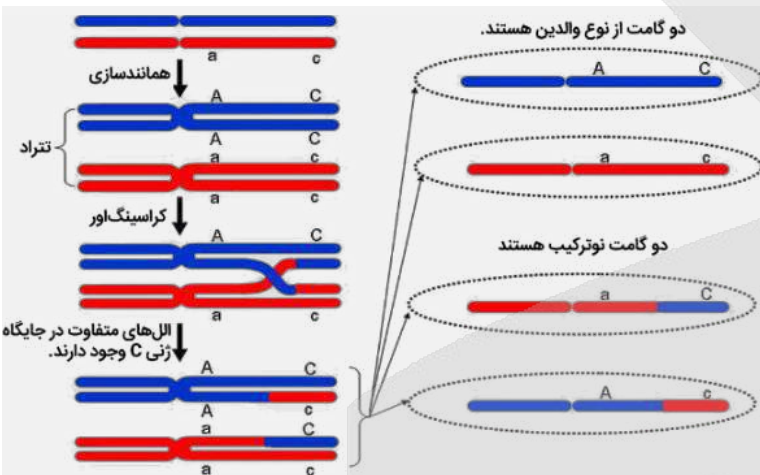 a c
همانندسازی
A C
تتراد
A C
a c
a c
کراسینگ‌اور
A C
a c
الل‌های متفاوت در جایگاه
ژنی C وجود دارند.
A C
A c
a C
a c
دو گامت از نوع والدین هستند.
A C
a c
دو گامت نوترکیب هستند
a C
A c